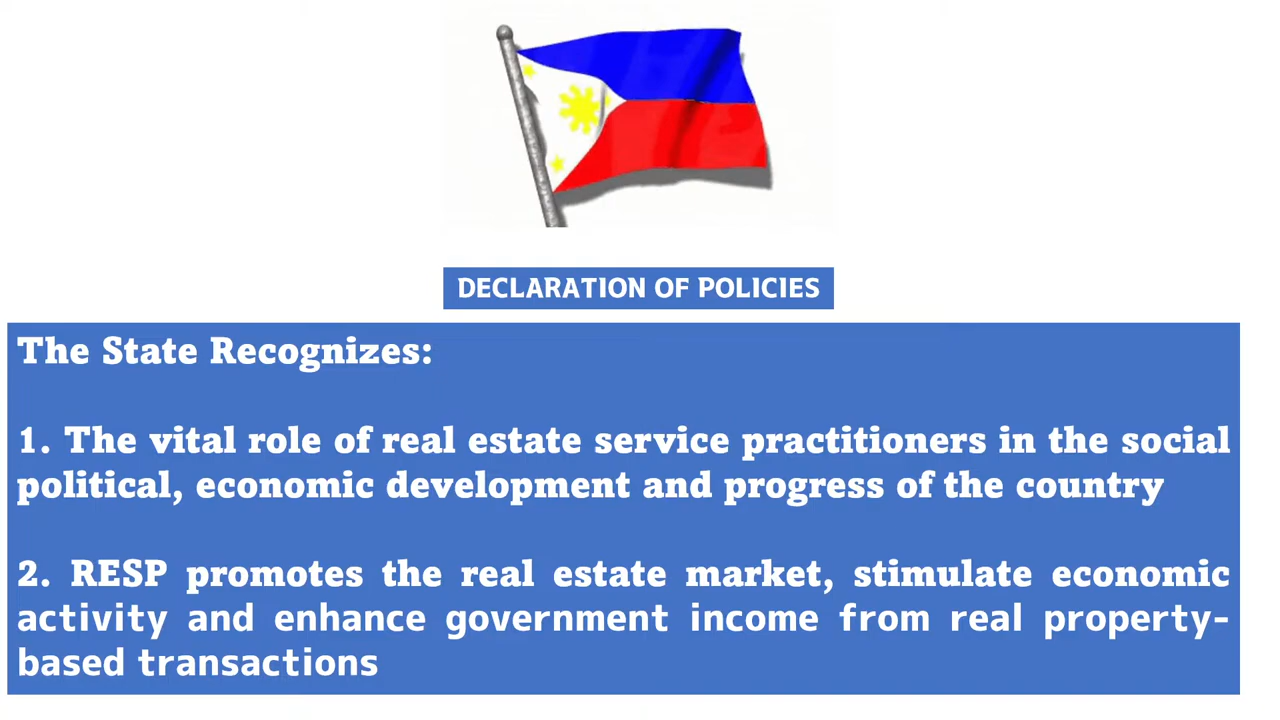 DECLARATION OF POLICIES
The State Recognizes:
1. The vital role of real estate service practitioners in the social
political, economic development and progress of the country
2. RESP promotes the real estate market, stimulate economic
activity and enhance government income from real property-
based transactions